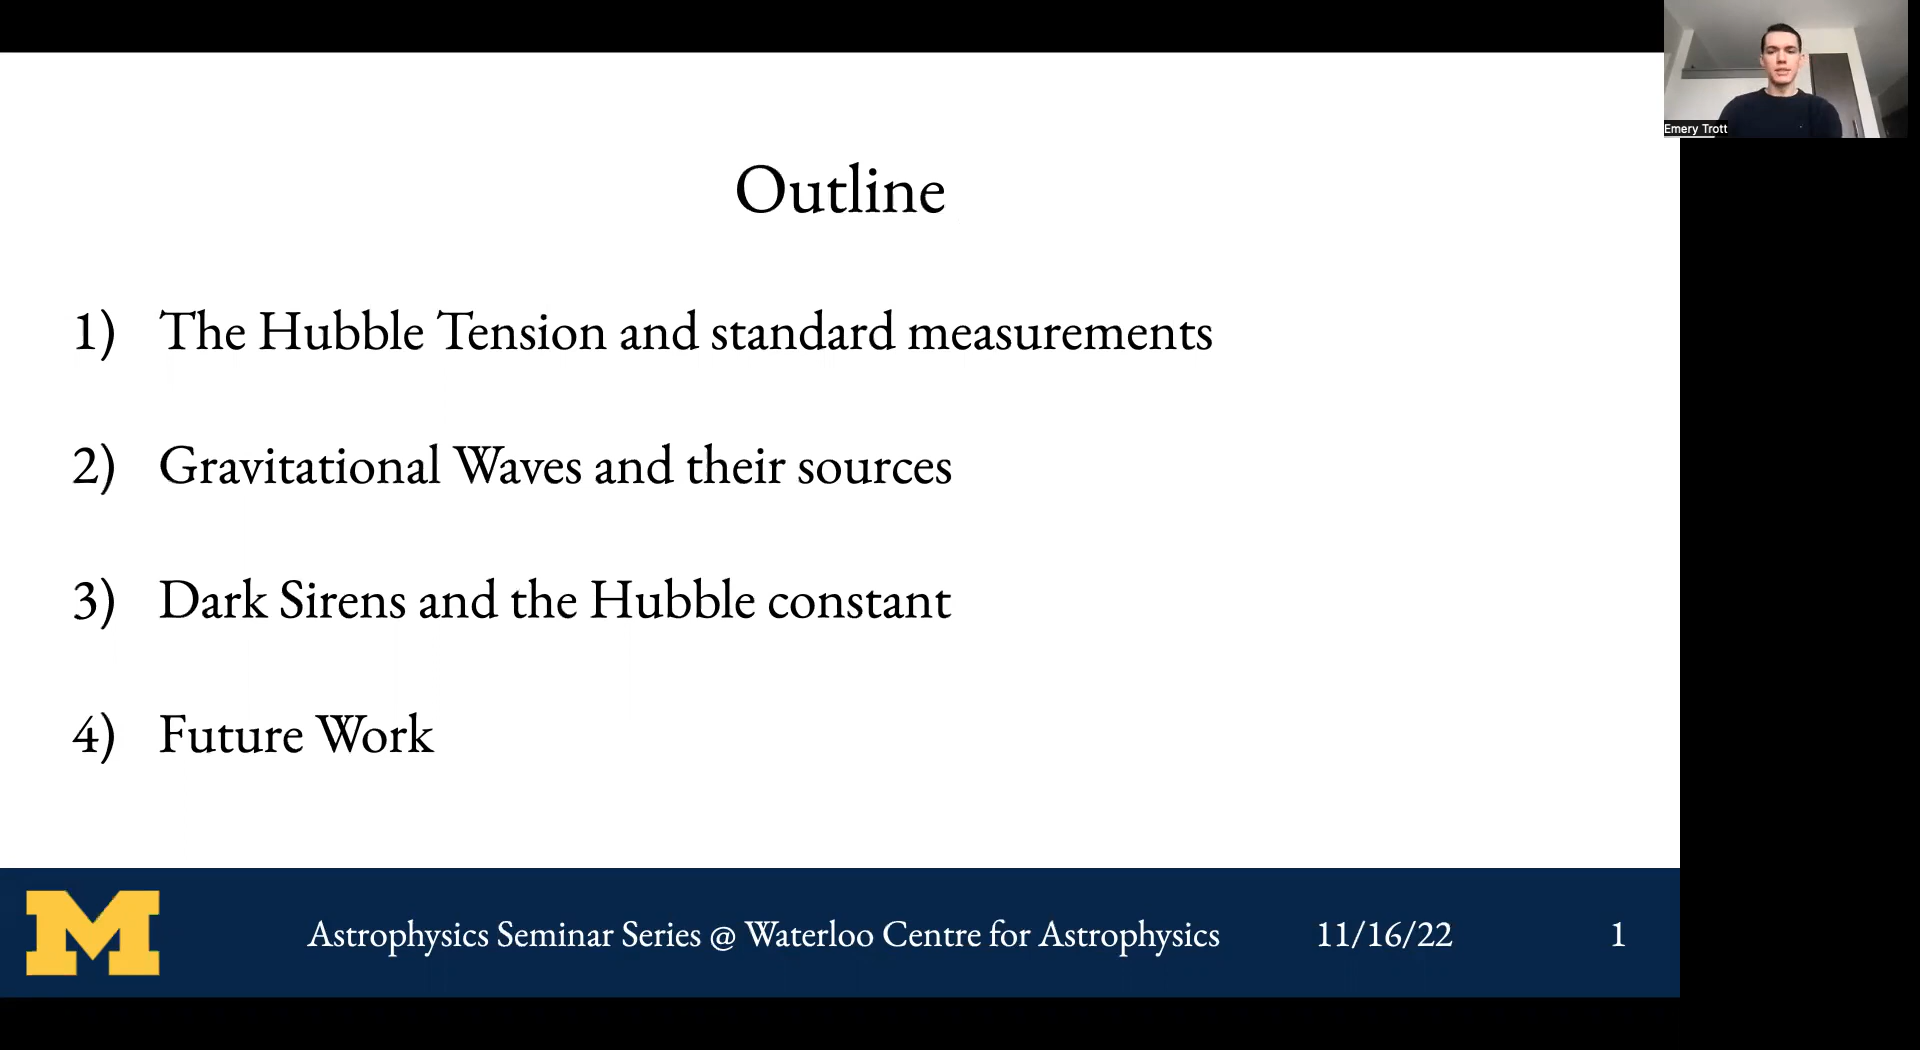 Emery Trott
Outline
1) The Hubble Tension and standard measurements
2) Gravitational Waves and their sources
3) Dark Sirens and the Hubble constant
4) Future Work
M
Astrophysics Seminar Series @ Waterloo Centre for Astrophysics 11/16/22 1